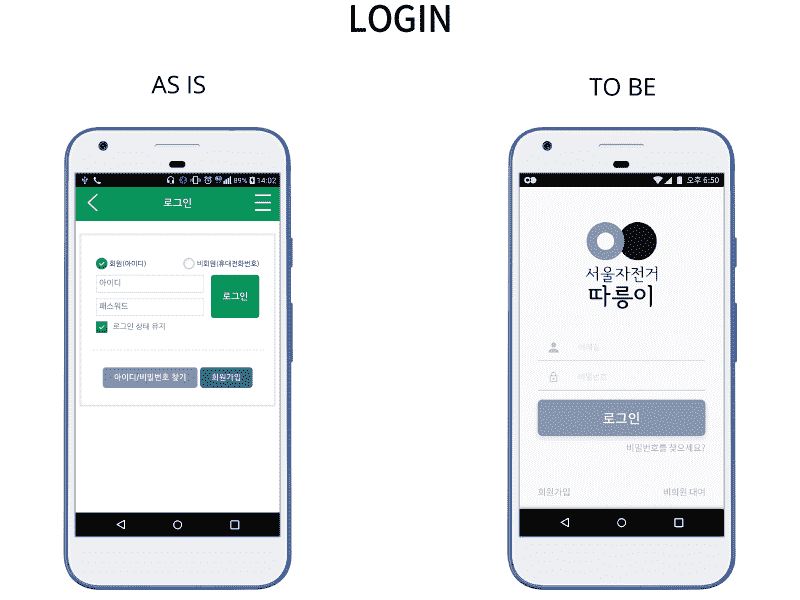 LOGIN
AS IS
TO BE
89% 14:02
로그인
회원(아이디) 비회원(휴대전화번호)
아이디
로그인
패스워드
로그인 상태 유지
아이디/비밀번호 찾기 회원가입
오후 6:50
서울자전거
따릉이
이메일
비밀번호
로그인
비밀번호를 찾으세요?
회원가입 비회원 대여